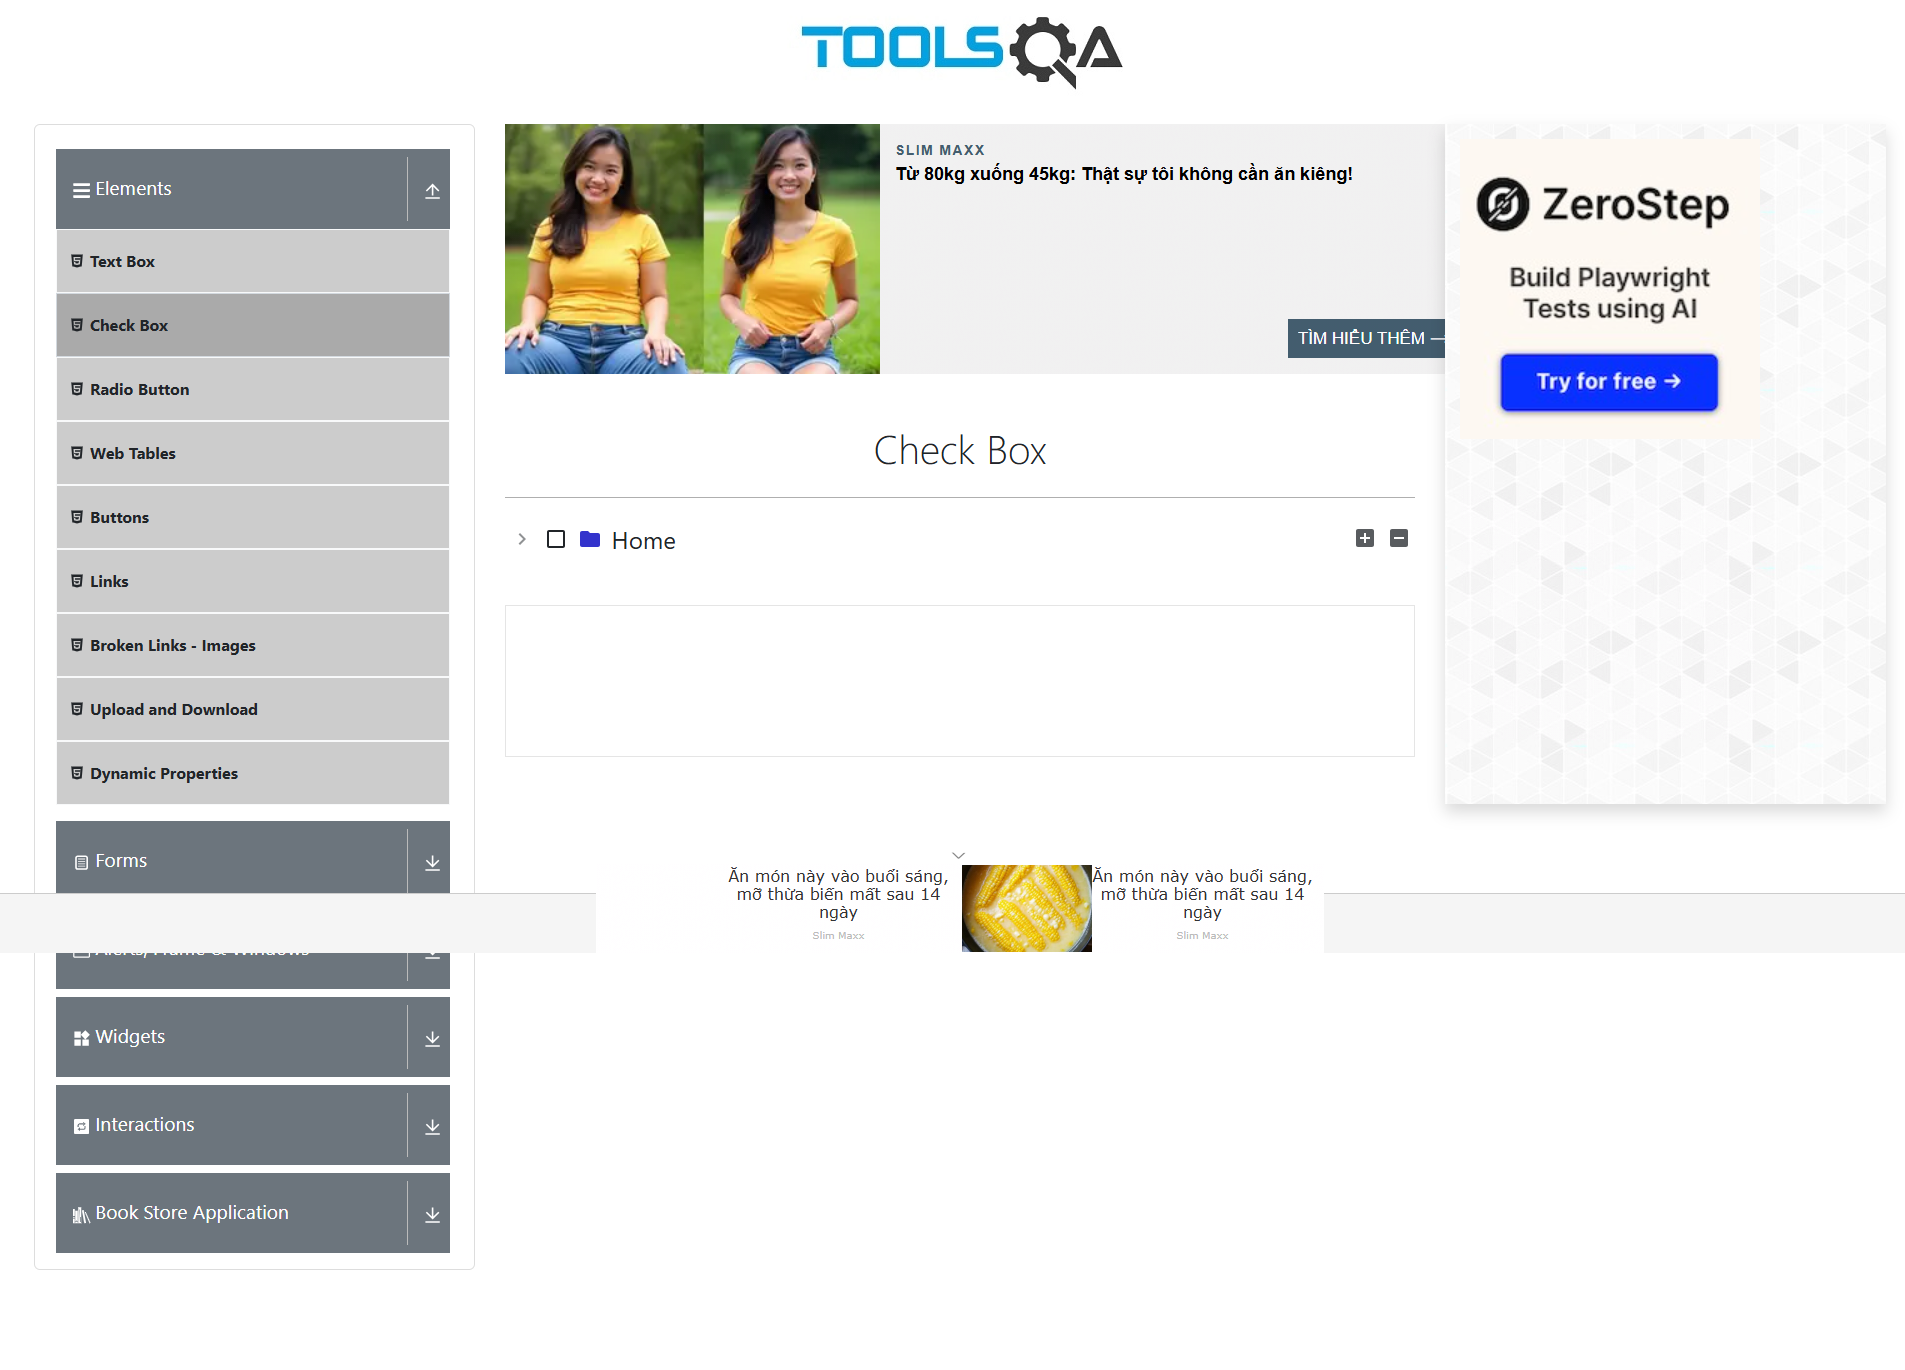 TOOLSQA
Elements
Text Box
Check Box
Radio Button
Web Tables
Buttons
Links
Broken Links - Images
Upload and Download
Dynamic Properties
Forms
Alerts, Frame & Windows
Widgets
Interactions
Book Store Application
SLIM MAXX
Từ 80kg xuống 45kg: Thật sự tôi không cần ăn kiêng!
TÌM HIỂU THÊM
Check Box
Home
ZeroStep
Build Playwright
Tests using AI
Try for free →
Ăn món này vào buổi sáng,
mỡ thừa biến mất sau 14
ngày
Slim Maxx
Ăn món này vào buổi sáng,
mỡ thừa biến mất sau 14
ngày
Slim Maxx